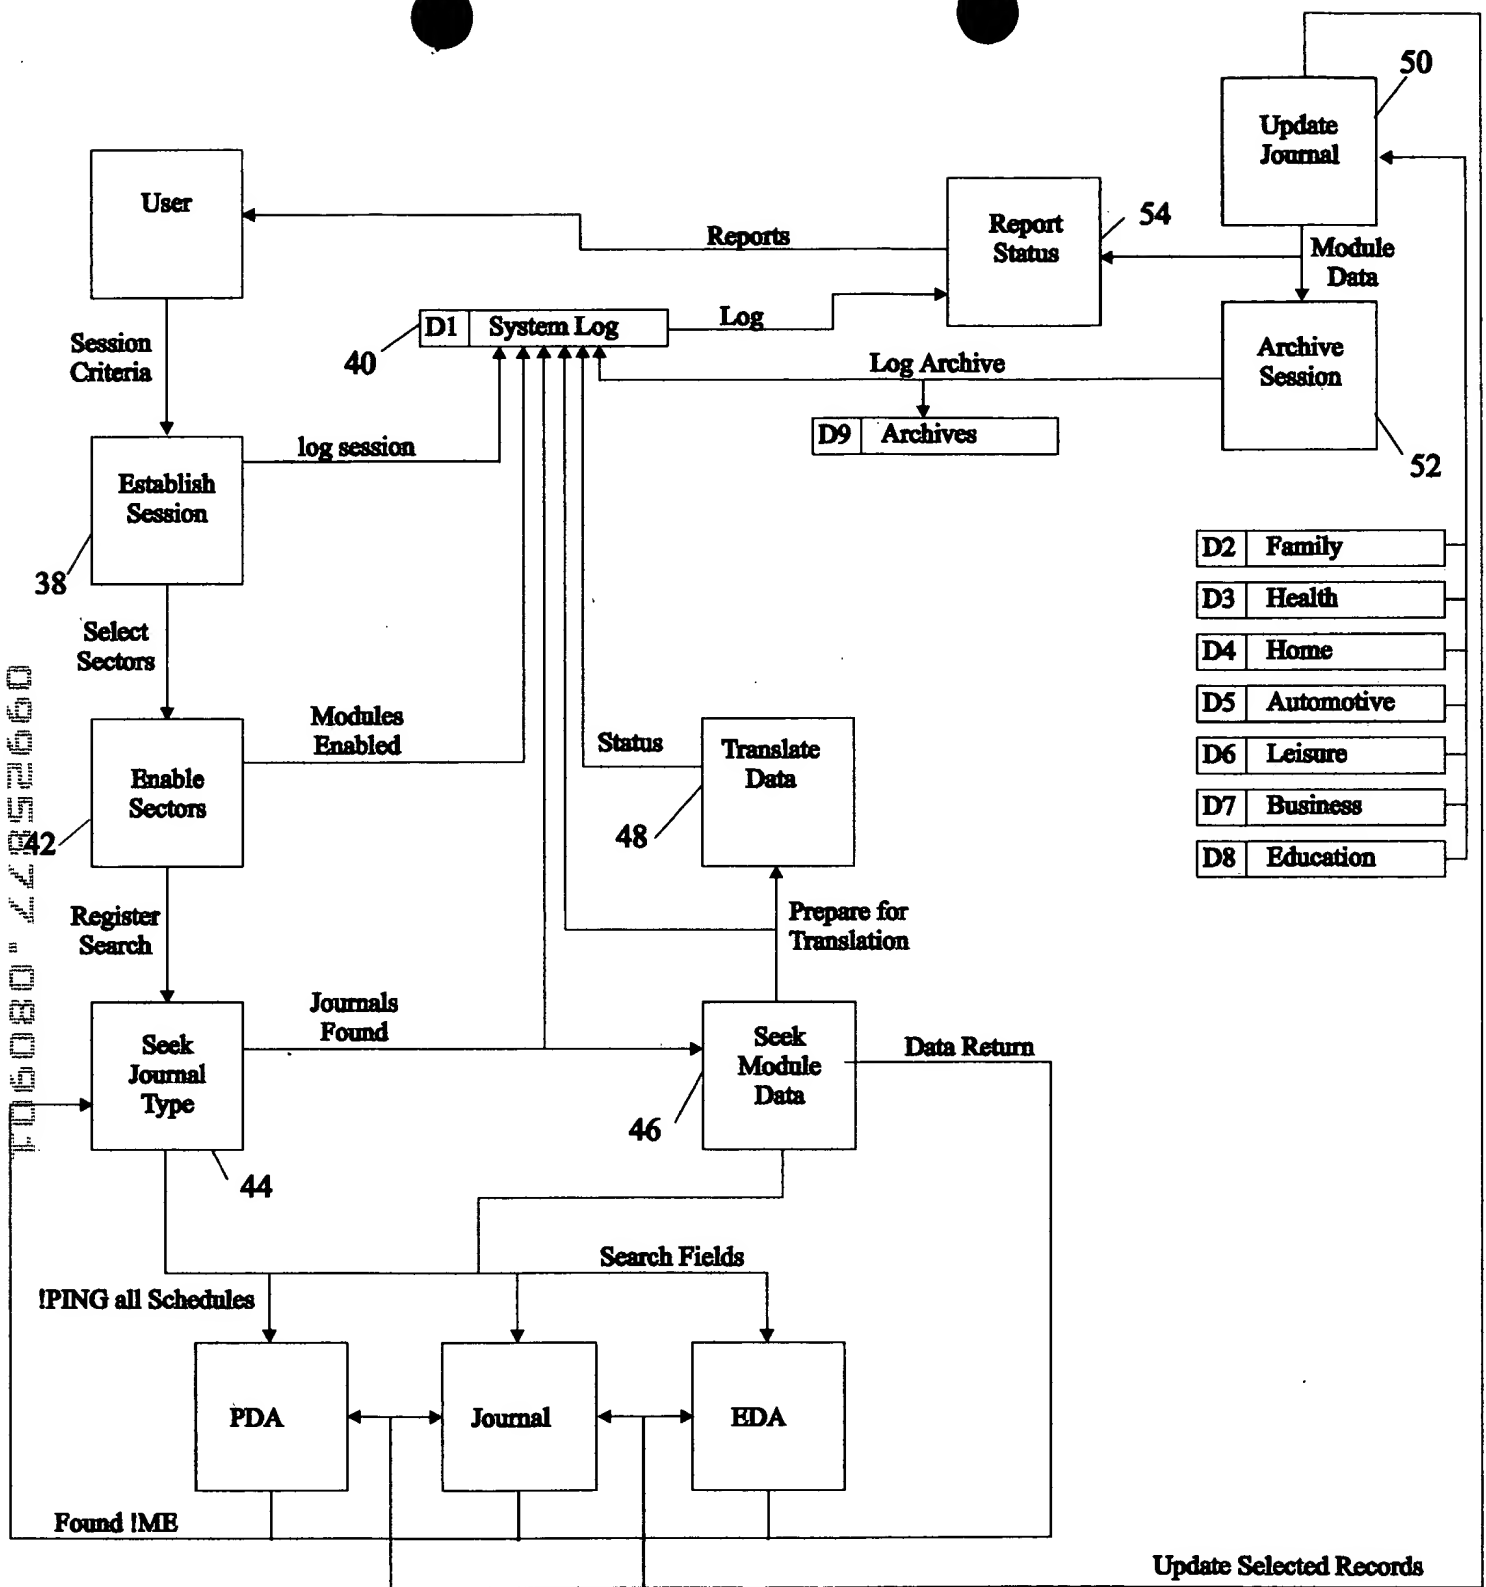 50
Update
Journal
User
Report
Status
54
Reports
Module
Data
D1 System Log
Log
40
Session
Criteria
Log Archive
Archive
Session
D9 Archives
log session
52
Establish
Session
38
D2 Family
D3 Health
D4 Home
D5 Automotive
D6 Leisure
D7 Business
D8 Education
Select
Sectors
Modules
Enabled
Status
Translate
Data
Enable
Sectors
42
48
Register
Search
Prepare for
Translation
Journals
Found
Seek
Journal
Type
Seek
Module
Data
Data Return
46
44
Search Fields
!PING all Schedules
PDA
Journal
EDA
Found !ME
Update Selected Records
09925877.080901